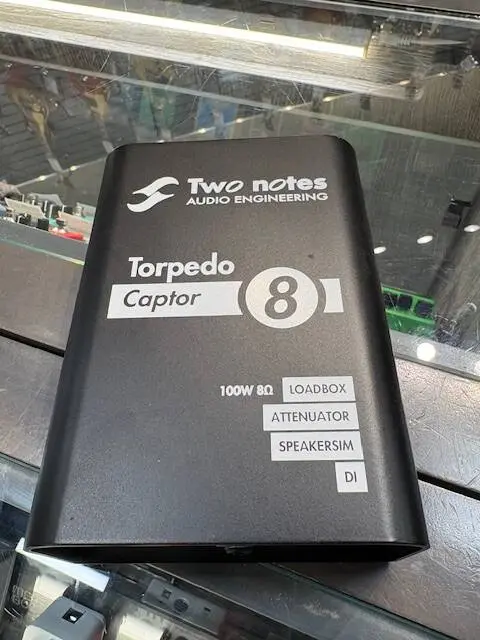 Two notes
AUDIO ENGINEERING
Torpedo
Captor 8
100W 8Ω LOADBOX
ATTENUATOR
SPEAKERSIM
DI